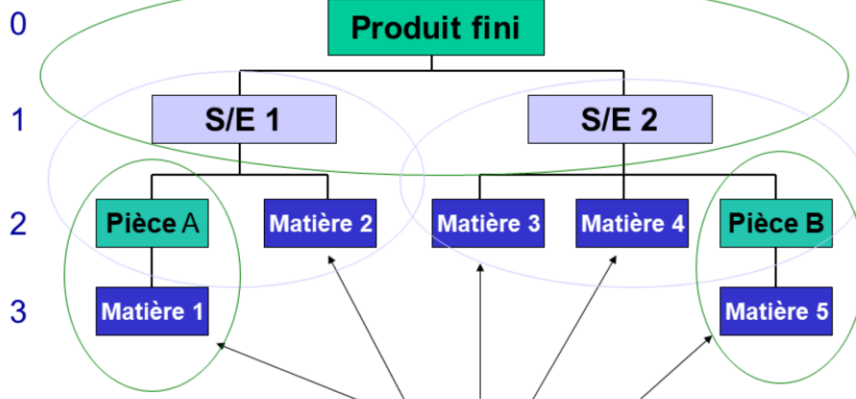 0
Produit fini
1
S/E 1
S/E 2
2
Pièce A
Matière 2
Matière 3
Matière 4
Pièce B
3
Matière 1
Matière 5